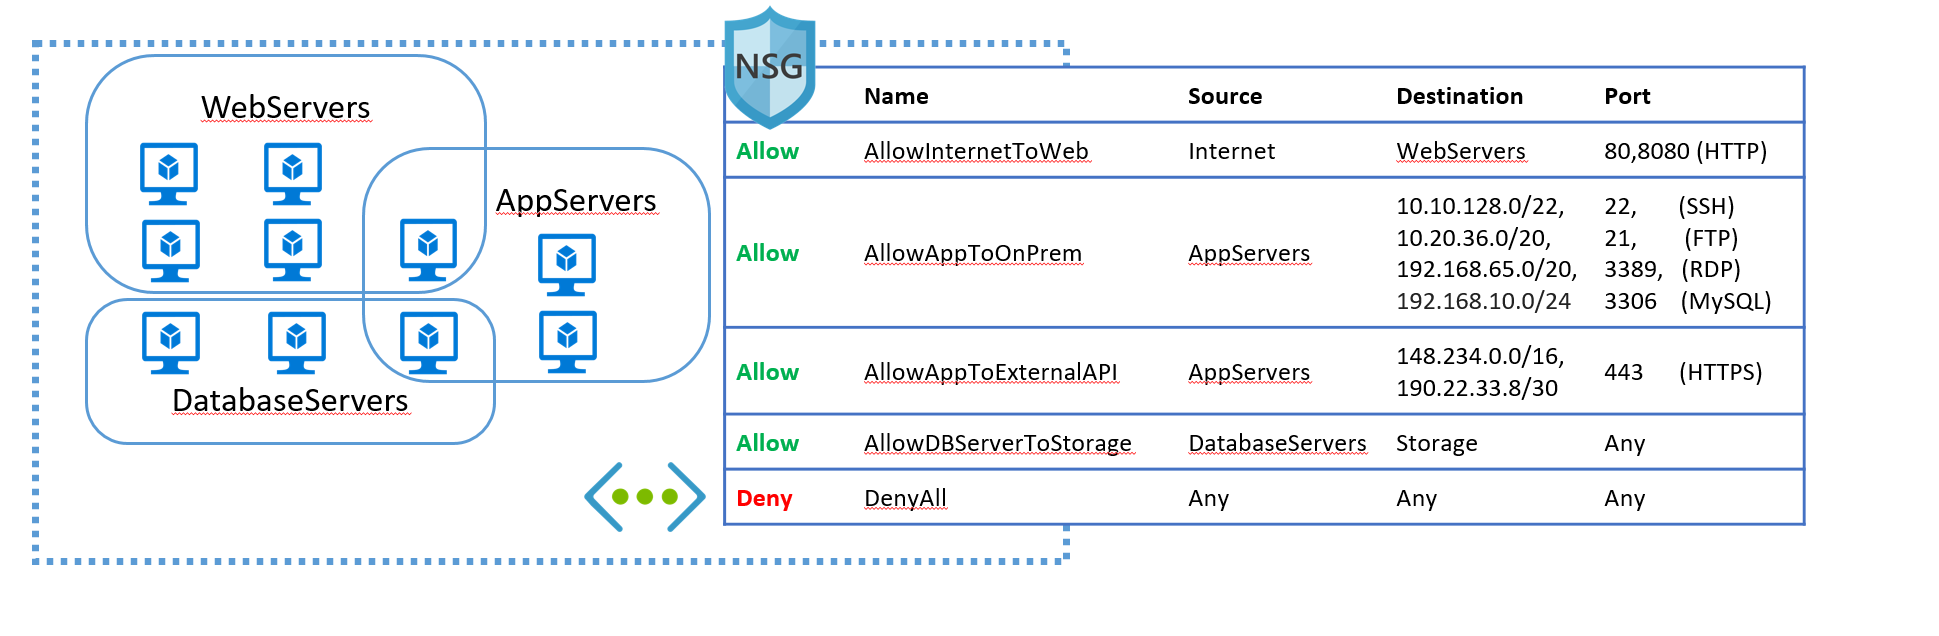 WebServers
AppServers
DatabaseServers
NSG
Name Source Destination Port
Allow AllowInternetToWeb Internet WebServers 80,8080 (HTTP)
10.10.128.0/22, 22, (SSH)
10.20.36.0/20, 21, (FTP)
Allow AllowAppToOnPrem AppServers
192.168.65.0/20, 3389, (RDP)
192.168.10.0/24 3306 (MySQL)
148.234.0.0/16,
Allow AllowAppToExternalAPI AppServers 443 (HTTPS)
190.22.33.8/30
Allow AllowDBServerToStorage DatabaseServers Storage Any
Deny DenyAll Any Any Any